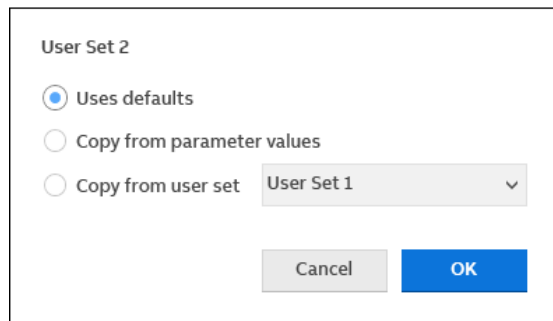 User Set 2
Uses defaults
Copy from parameter values
Copy from user set User Set 1
Cancel OK